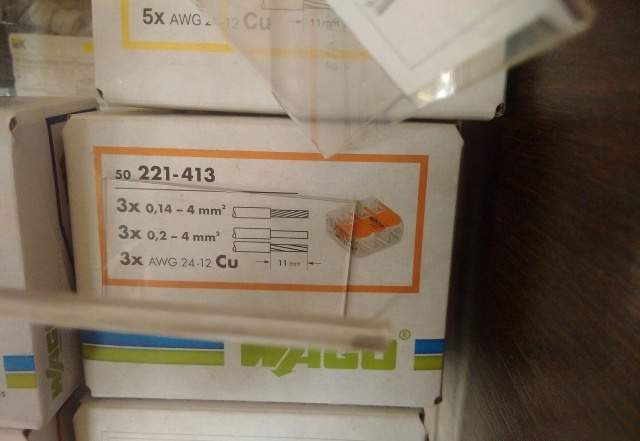 5x AWG 24-12 Cu
11 mm
50 221-413
3x 0,14 – 4 mm²
3x 0,2 – 4 mm²
3x AWG 24-12 Cu
11 mm
WAGO®
WAG